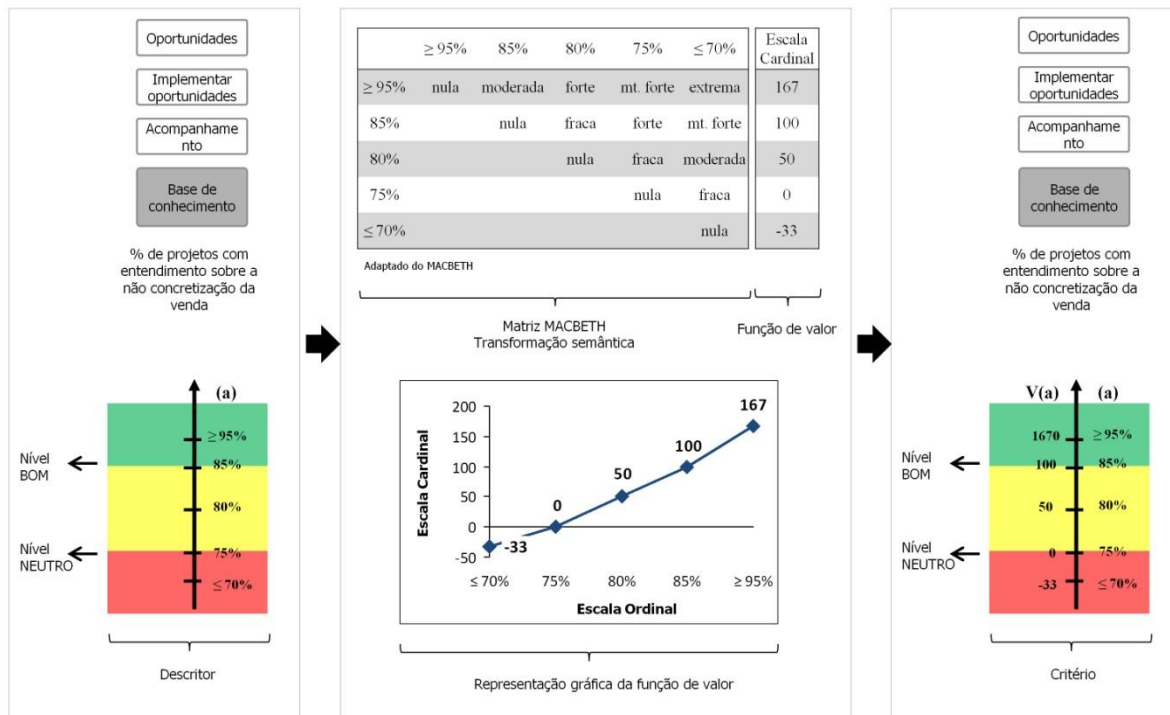 Oportunidades
Implementar
oportunidades
Acompanhame
nto
Base de
conhecimento
% de projetos com
entendimento sobre a
não concretização da
venda
(a)
≥ 95%
Nível
BOM
85%
80%
Nível
NEUTRO
75%
≤ 70%
Descritor
≥ 95% 85% 80% 75% ≤ 70% Escala
Cardinal
≥ 95% nula moderada forte mt. forte extrema 167
85% nula fraca forte mt. forte 100
80% nula fraca moderada 50
75% nula fraca 0
≤ 70% nula -33
Adaptado do MACBETH
Matriz MACBETH
Transformação semântica
Função de valor
Escala Cardinal
200
150
100
50
0
-50
-33
0
50
100
167
≤ 70% 75% 80% 85% ≥ 95%
Escala Ordinal
Representação gráfica da função de valor
Oportunidades
Implementar
oportunidades
Acompanhame
nto
Base de
conhecimento
% de projetos com
entendimento sobre a
não concretização da
venda
V(a) (a)
1670 ≥ 95%
Nível
BOM
100 85%
50 80%
Nível
NEUTRO
0 75%
-33 ≤ 70%
Critério